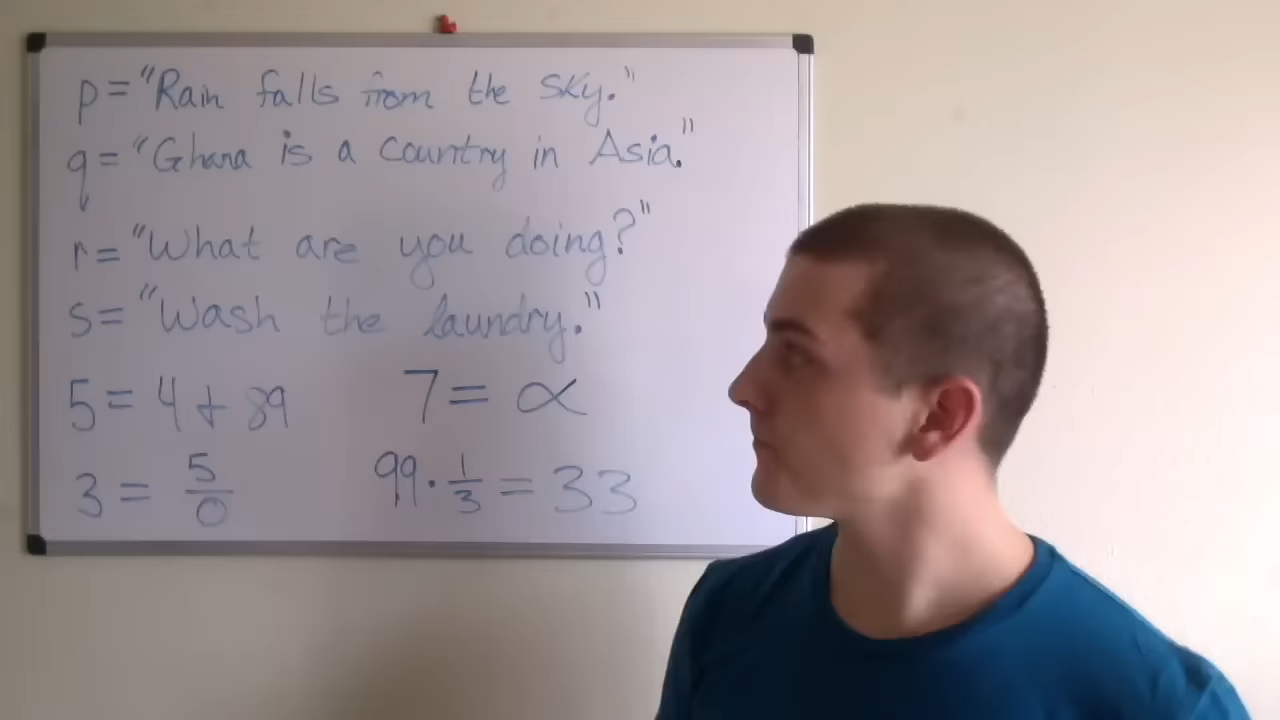 p = "Rain falls from the sky."
q = "Ghana is a country in Asia."
r = "What are you doing?"
s = "Wash the laundry."
5 = 4 + 89 7 = α
3 = 5/0 99 · 1/3 = 33